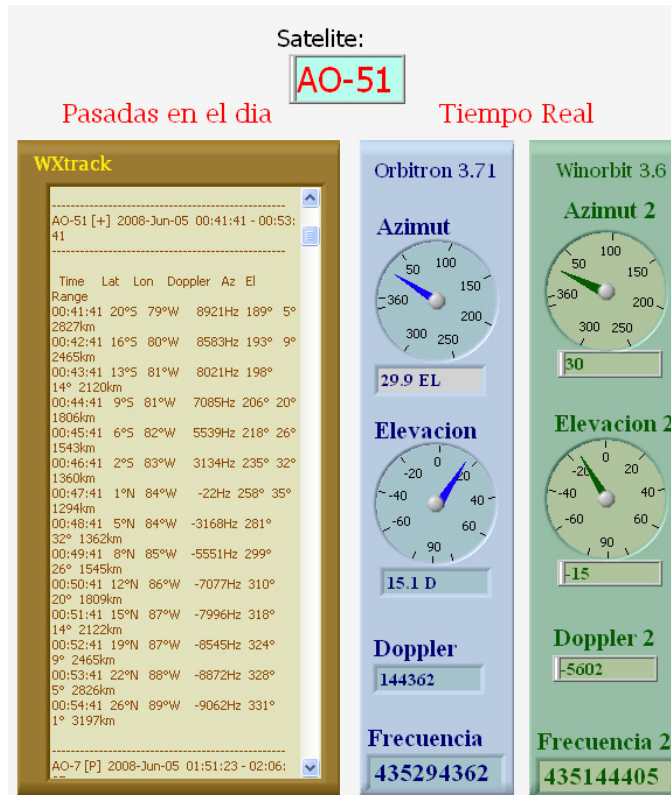 Satelite:
AO-51
Pasadas en el dia
Tiempo Real
WXtrack
---------------------------------------------------
AO-51 [+] 2008-Jun-05 00:41:41 - 00:53:
41
---------------------------------------------------
Time Lat Lon Doppler Az El
Range
00:41:41 20°S 79°W 8921Hz 189° 5°
2827km
00:42:41 16°S 80°W 8583Hz 193° 9°
2465km
00:43:41 13°S 81°W 8021Hz 198°
14° 2120km
00:44:41 9°S 81°W 7085Hz 206° 20°
1806km
00:45:41 6°S 82°W 5539Hz 218° 26°
1543km
00:46:41 2°S 83°W 3134Hz 235° 32°
1360km
00:47:41 1°N 84°W -22Hz 258° 35°
1294km
00:48:41 5°N 84°W -3168Hz 281°
32° 1362km
00:49:41 8°N 85°W -5551Hz 299°
26° 1545km
00:50:41 12°N 86°W -7077Hz 310°
20° 1809km
00:51:41 15°N 87°W -7996Hz 318°
14° 2122km
00:52:41 19°N 87°W -8545Hz 324°
9° 2465km
00:53:41 22°N 88°W -8872Hz 328°
5° 2826km
00:54:41 26°N 89°W -9062Hz 331°
1° 3197km
---------------------------------------------------
AO-7 [P] 2008-Jun-05 01:51:23 - 02:06:
Orbitron 3.71
Azimut
50 100
360 200
300 250
29.9 EL
Elevacion
-20 0 20
-40 40
-60 60
90
15.1 D
Doppler
144362
Frecuencia
435294362
Winorbit 3.6
Azimut 2
50 100
360 200
300 250
30
Elevacion 2
-20 0 20
-40 40
-60 60
90
-15
Doppler 2
-5602
Frecuencia 2
435144405